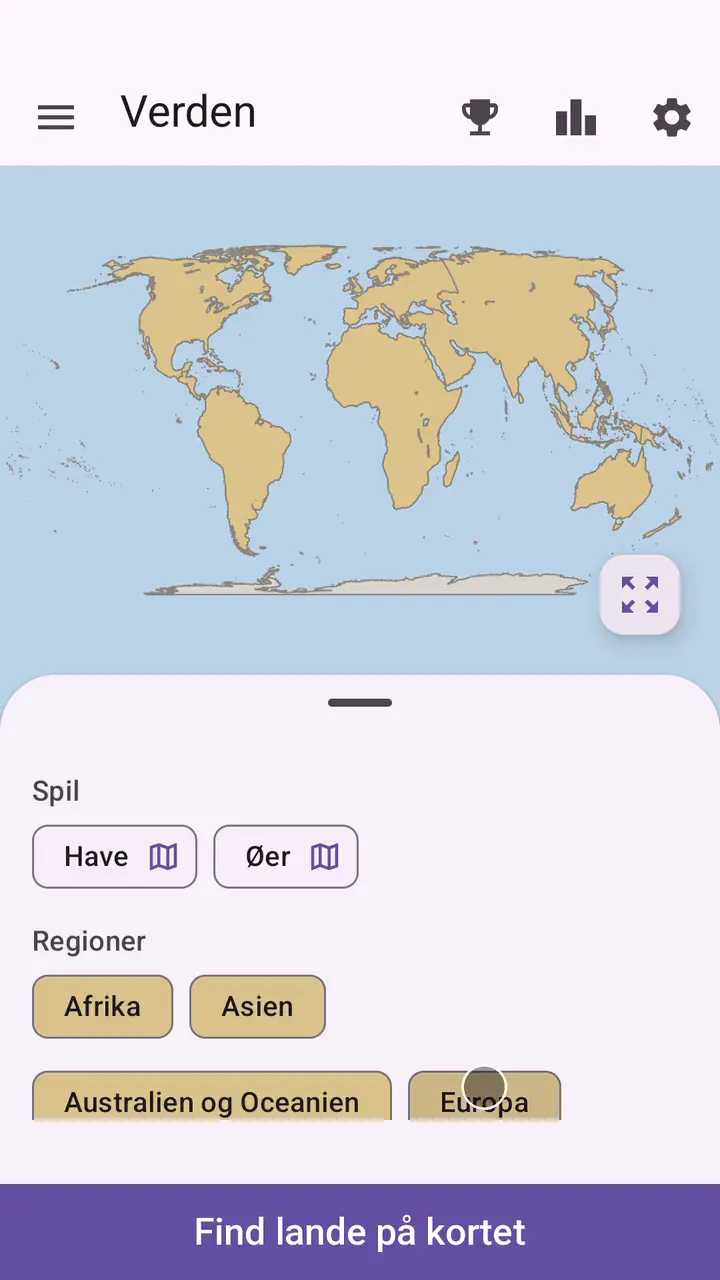 Verden
Spil
Have
Øer
Regioner
Afrika
Asien
Australien og Oceanien
Europa
Find lande på kortet